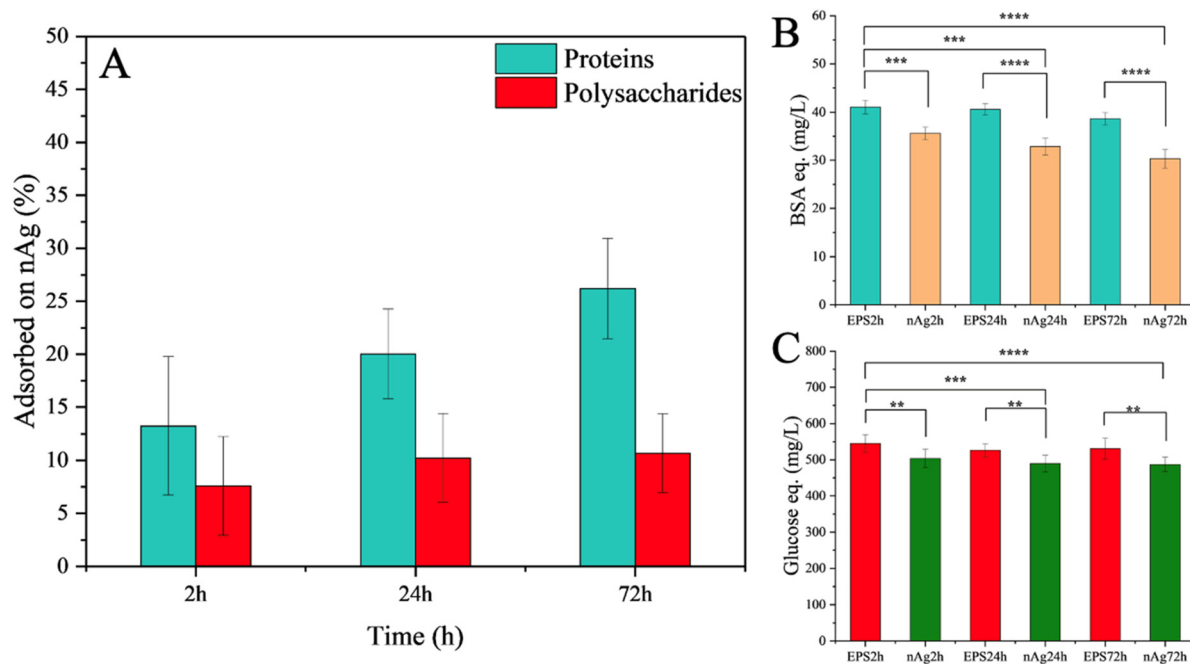 A
Proteins
Polysaccharides
50
45
40
35
30
25
20
15
10
5
0
Adsorbed on nAg (%)
2h
24h
72h
Time (h)
B
60
50
40
30
20
10
0
BSA eq. (mg/L)
****
***
***
****
****
EPS2h
nAg2h
EPS24h
nAg24h
EPS72h
nAg72h
C
800
700
600
500
400
300
200
100
0
Glucose eq. (mg/L)
****
***
**
**
**
EPS2h
nAg2h
EPS24h
nAg24h
EPS72h
nAg72h